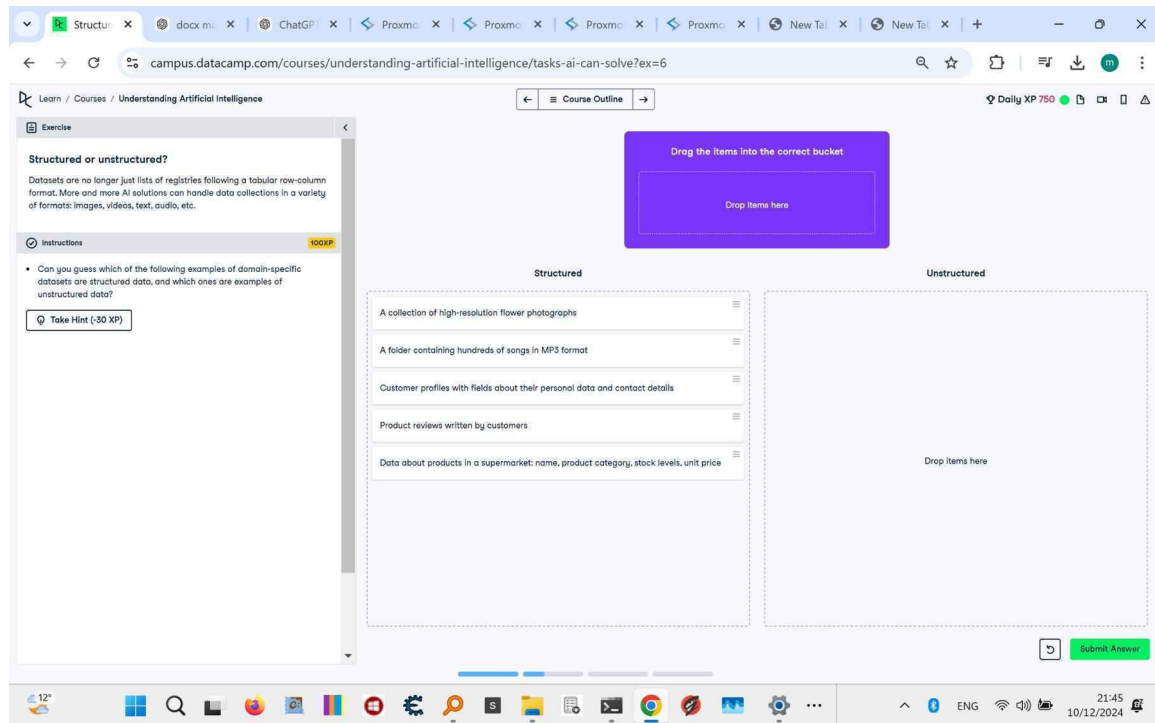 Structur
docx ma
ChatGPT
Proxmo
Proxmo
Proxmo
Proxmo
New Tal
New Tal
campus.datacamp.com/courses/understanding-artificial-intelligence/tasks-ai-can-solve?ex=6
m
Learn / Courses / Understanding Artificial Intelligence
Course Outline
Daily XP 750
Exercise
Structured or unstructured?
Datasets are no longer just lists of registries following a tabular row-column
format. More and more AI solutions can handle data collections in a variety
of formats: images, videos, text, audio, etc.
Instructions
100XP
• Can you guess which of the following examples of domain-specific
datasets are structured data, and which ones are examples of
unstructured data?
Take Hint (-30 XP)
Drag the items into the correct bucket
Drop items here
Structured
A collection of high-resolution flower photographs
A folder containing hundreds of songs in MP3 format
Customer profiles with fields about their personal data and contact details
Product reviews written by customers
Data about products in a supermarket: name, product category, stock levels, unit price
Unstructured
Drop items here
Submit Answer
12°
S
ENG
21:45
10/12/2024